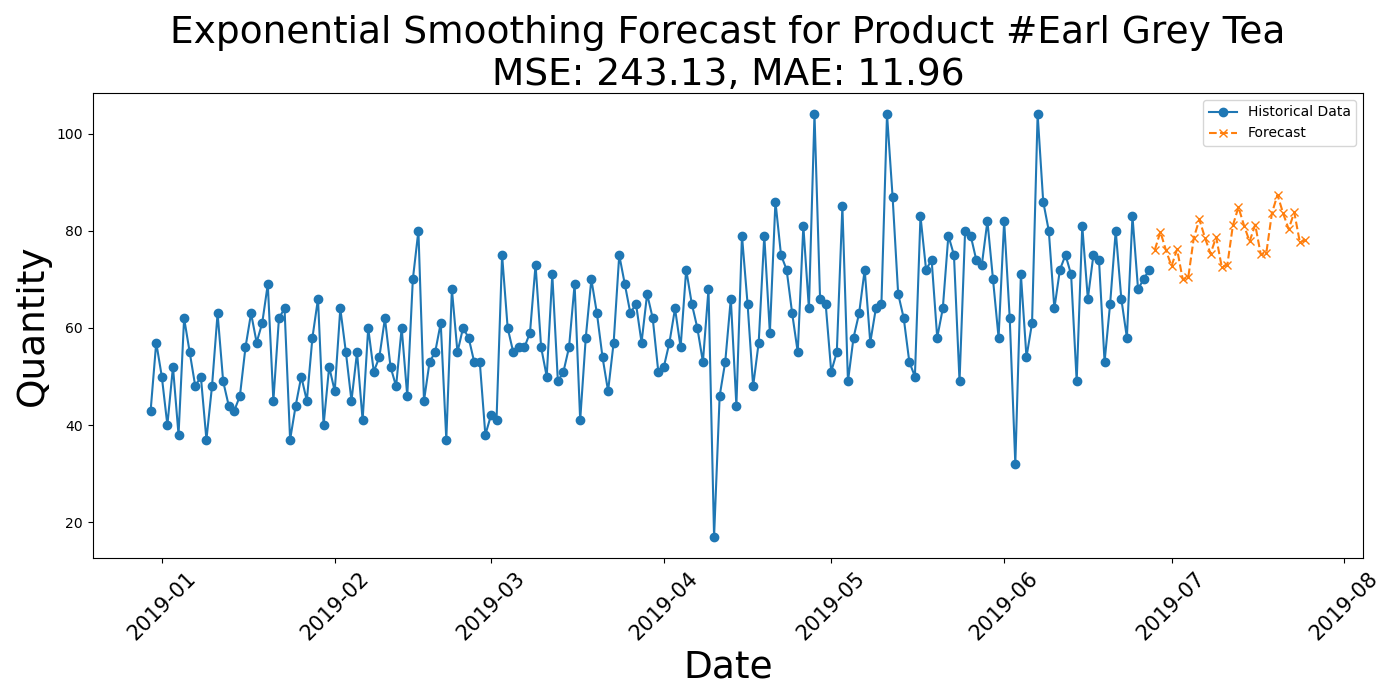 Exponential Smoothing Forecast for Product #Earl Grey Tea
MSE: 243.13, MAE: 11.96
Historical Data
Forecast
Quantity
100
80
60
40
20
2019-01
2019-02
2019-03
2019-04
2019-05
2019-06
2019-07
2019-08
Date